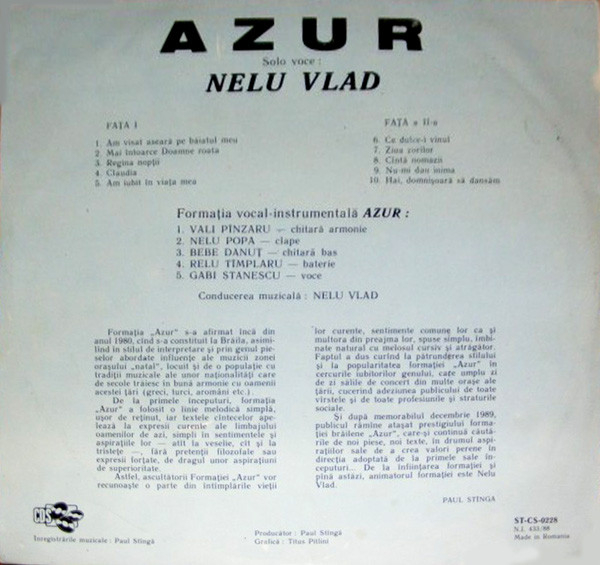 AZUR
Solo voce :
NELU VLAD
FAȚA I
1. Am visat aseară pe băiatul meu
2. Mai întoarce Doamne roata
3. Regina nopții
4. Claudia
5. Am iubit în viața mea
FAȚA a II-a
6. Ce dulce-i vinul
7. Ziua zorilor
8. Cîntă nomazii
9. Nu-mi dau inima
10. Hai, domnișoară să dansăm
Formația vocal-instrumentală AZUR :
1. VALI PÎNZARU — chitară armonie
2. NELU POPA — clape
3. BEBE DANUȚ — chitară bas
4. RELU TÎMPLARU — baterie
5. GABI STANESCU — voce
Conducerea muzicală : NELU VLAD
Formația „Azur" s-a afirmat încă din
anul 1980, cînd s-a constituit la Brăila, asimi-
lînd în stilul de interpretare și prin genul pie-
selor abordate influențe ale muzicii zonei
orașului „natal", locuit și de o populație cu
tradiții muzicale ale unor naționalități care
de secole trăiesc în bună armonie cu oamenii
acestei țări (greci, turci, aromâni etc.).
De la primele începuturi, formația
„Azur" a folosit o linie melodică simplă,
ușor de reținut, iar textele cîntecelor ape-
lează la expresii curente ale limbajului
oamenilor de azi, simpli în sentimentele și
aspirațiile lor — atît la veselie, cît și la
tristețe —, fără pretenții filozofale sau
expresii forțate, de dragul unor aspirațiuni
de superioritate.
Astfel, ascultătorii Formației „Azur" vor
recunoaște o parte din întîmplările vieții
lor curente, sentimente comune lor ca și
multora din preajma lor, spuse simplu, îmbi-
nate natural cu melosul cursiv și atrăgător.
Faptul a dus curînd la pătrunderea stilului
și la popularitatea formației „Azur" în
cercurile iubitorilor genului, care umplu zi
de zi sălile de concert din multe orașe ale
țării, cucerind adeziunea publicului de toate
vîrstele și de toate profesiunile și straturile
sociale.
Și după memorabilul decembrie 1989,
publicul rămîne atașat prestigiului forma-
ției brăilene „Azur", care-și continuă căută-
rile de noi piese, noi texte, în drumul aspi-
rațiilor sale de a crea valori perene în
direcția adoptată de la primele sale înce-
puturi... De la înființarea formației și
pînă astăzi, animatorul formației este Nelu
Vlad.
PAUL STÎNGĂ
CDS
Înregistrările muzicale : Paul Stîngă
Producător : Paul Stîngă
Grafică : Titus Pitlini
ST-CS-0228
N.I. 433/88
Made in Romania